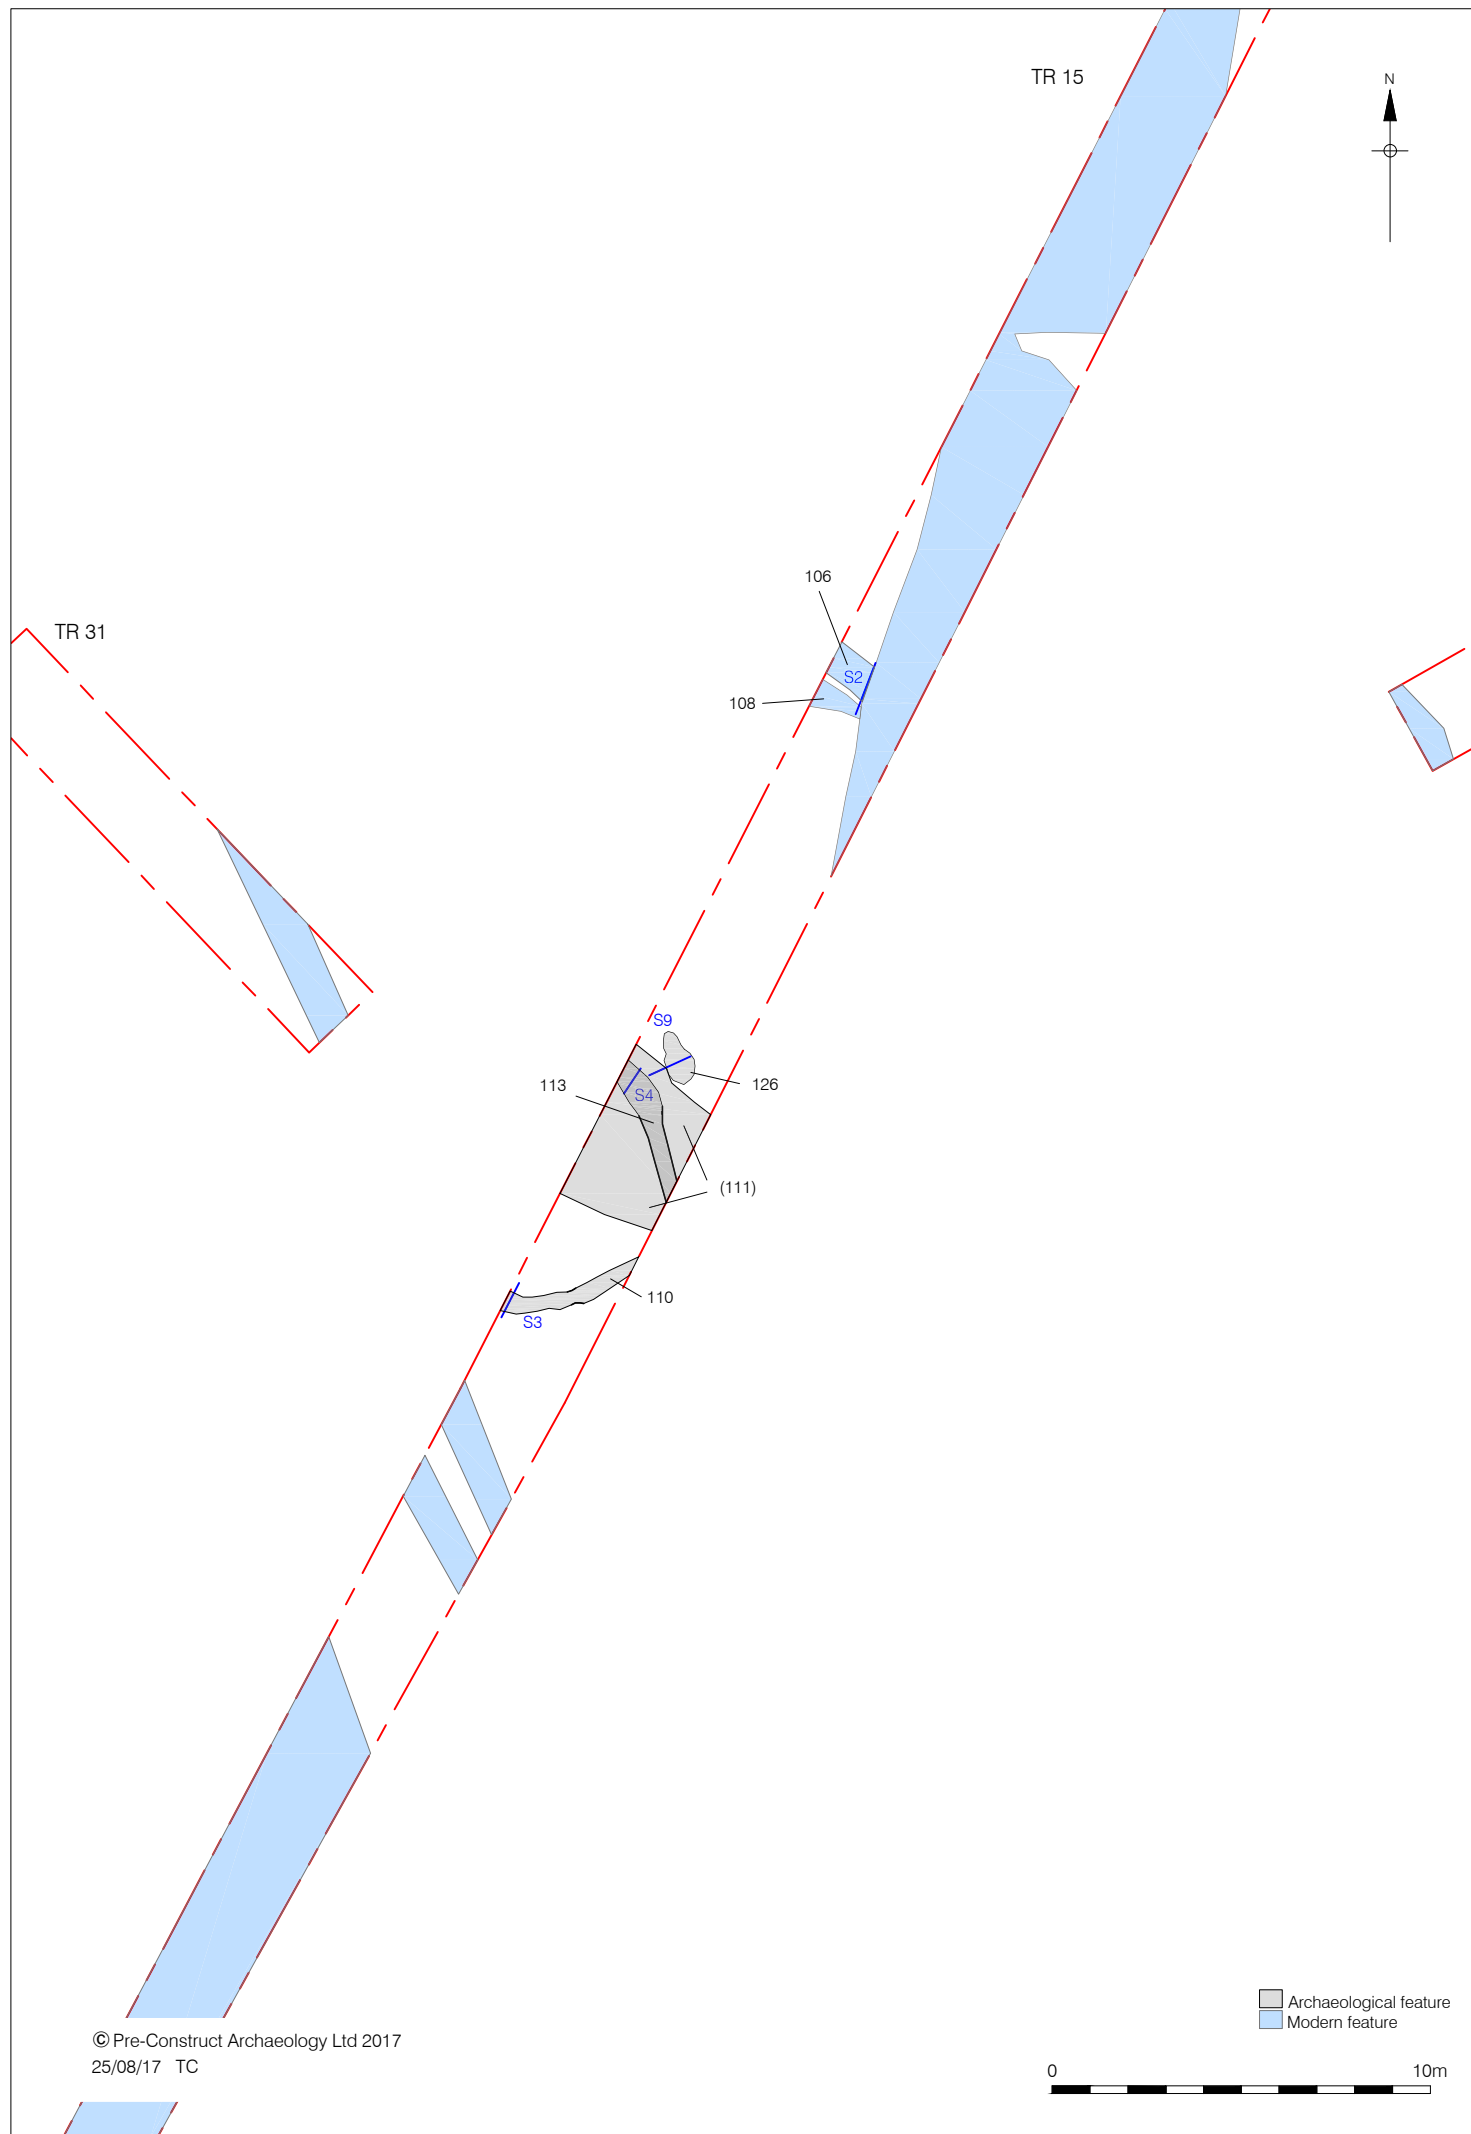 TR 15
N
106
TR 31
S2
108
S9
126
113
S4
(111)
110
S3
Archaeological feature
Modern feature
© Pre-Construct Archaeology Ltd 2017
25/08/17 TC
0 10m